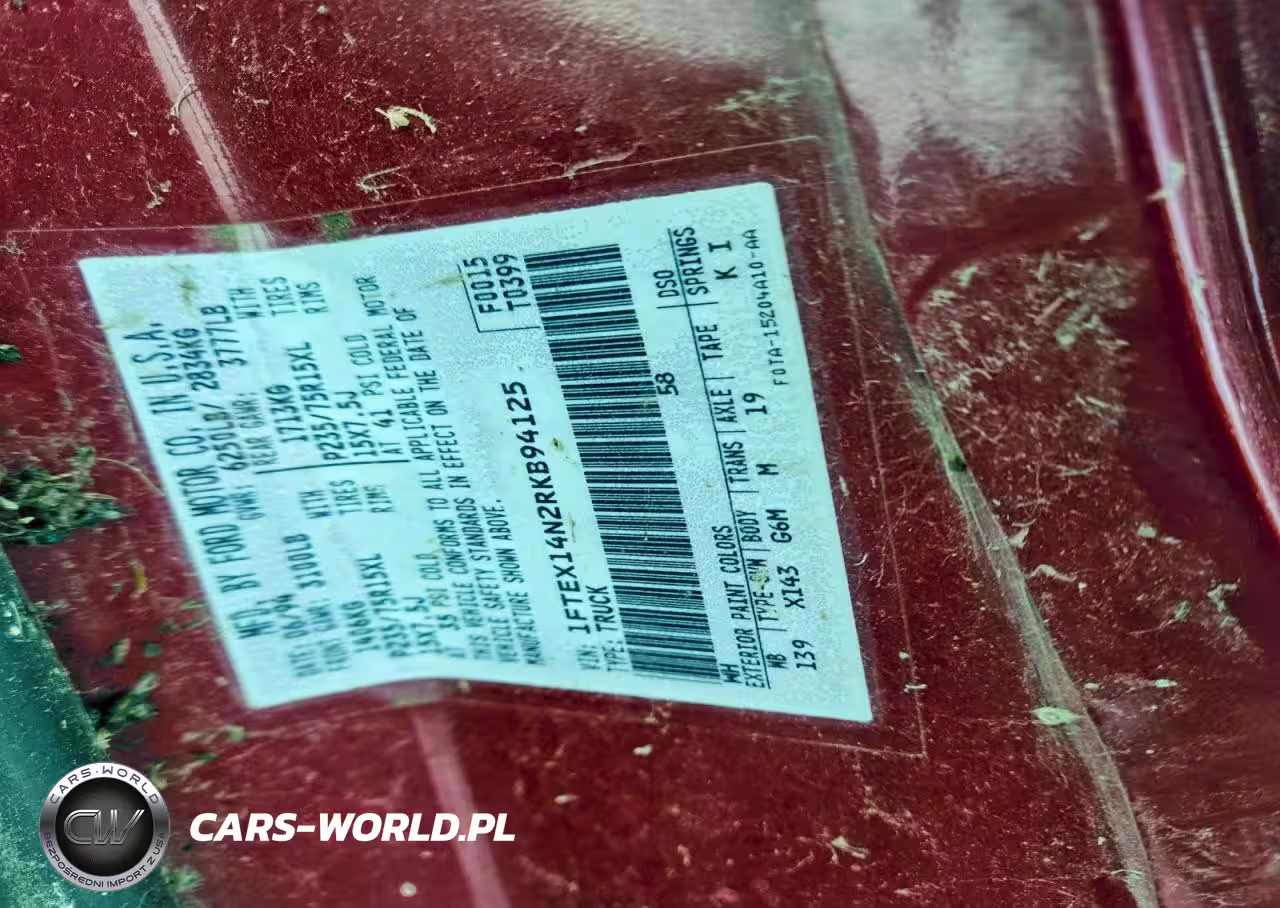 MFD. BY FORD MOTOR CO. IN U.S.A.
DATE: 06/94 GVWR: 6250LB/ 2834KG
FRONT GAWR: 3100LB REAR GAWR: 3777LB
1406KG WITH 1713KG WITH
P235/75R15XL TIRES P235/75R15XL TIRES
15X7.5J RIMS 15X7.5J RIMS
AT 35 PSI COLD AT 41 PSI COLD
THIS VEHICLE CONFORMS TO ALL APPLICABLE FEDERAL MOTOR
VEHICLE SAFETY STANDARDS IN EFFECT ON THE DATE OF
MANUFACTURE SHOWN ABOVE.
F0015
T0399
VIN: 1FTEX14N2RKB94125
TYPE: TRUCK
WH 58 DSO
EXTERIOR PAINT COLORS
WB TYPE-GVW BODY TRANS AXLE TAPE SPRINGS
139 X143 G6M M 19 K I
F0TA-15204A10-AA
CARS-WORLD
CW
BEZPOŚREDNI IMPORT Z USA
CARS-WORLD.PL